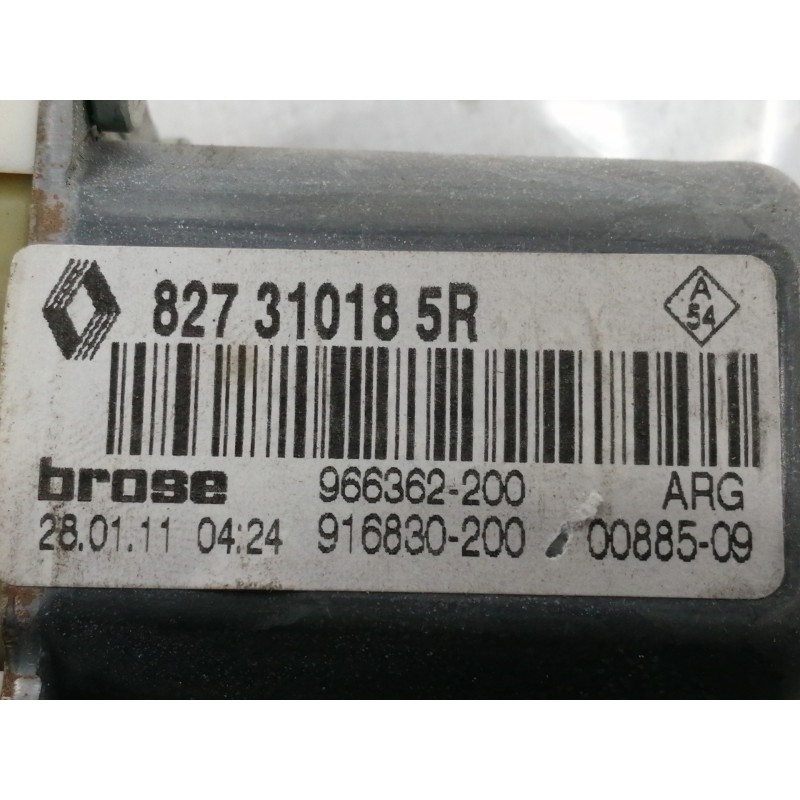 827 31018 5R
A
54
brose 966362-200 ARG
28.01.11 04:24 916830-200 00885-09